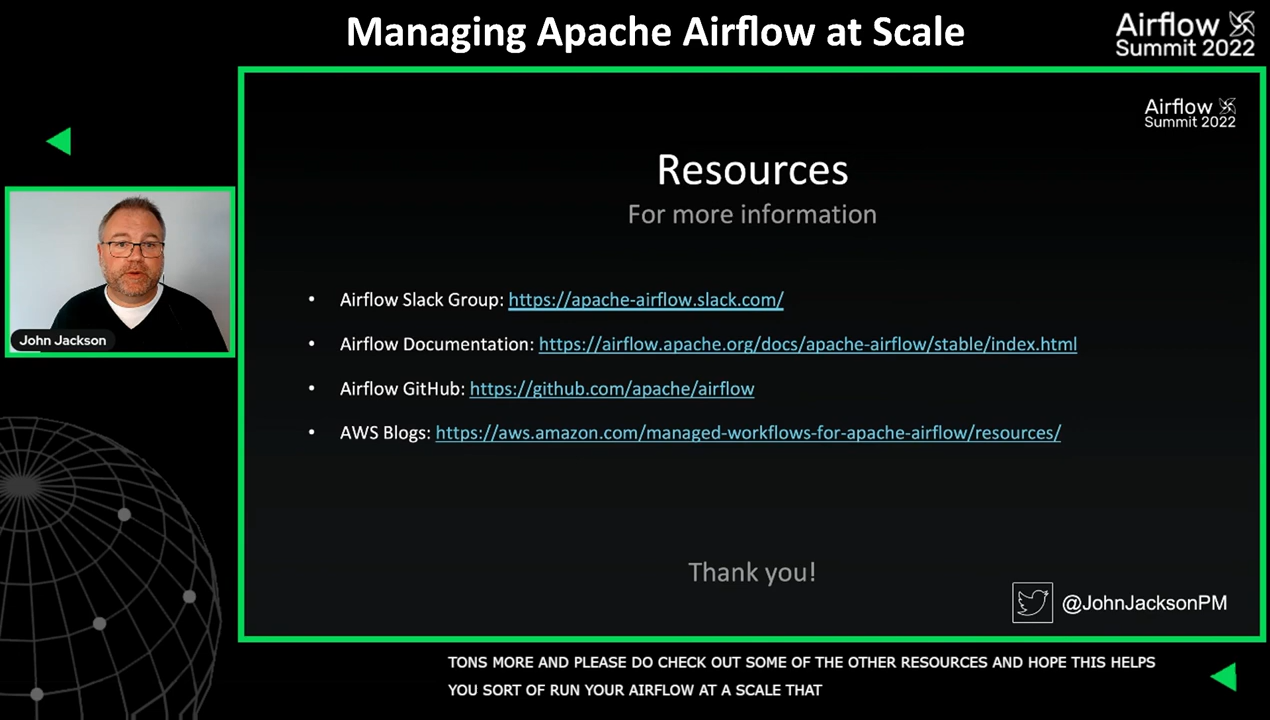 Managing Apache Airflow at Scale
Airflow
Summit 2022
Airflow
Summit 2022
Resources
For more information
• Airflow Slack Group: https://apache-airflow.slack.com/
• Airflow Documentation: https://airflow.apache.org/docs/apache-airflow/stable/index.html
• Airflow GitHub: https://github.com/apache/airflow
• AWS Blogs: https://aws.amazon.com/managed-workflows-for-apache-airflow/resources/
John Jackson
Thank you!
@JohnJacksonPM
TONS MORE AND PLEASE DO CHECK OUT SOME OF THE OTHER RESOURCES AND HOPE THIS HELPS
YOU SORT OF RUN YOUR AIRFLOW AT A SCALE THAT